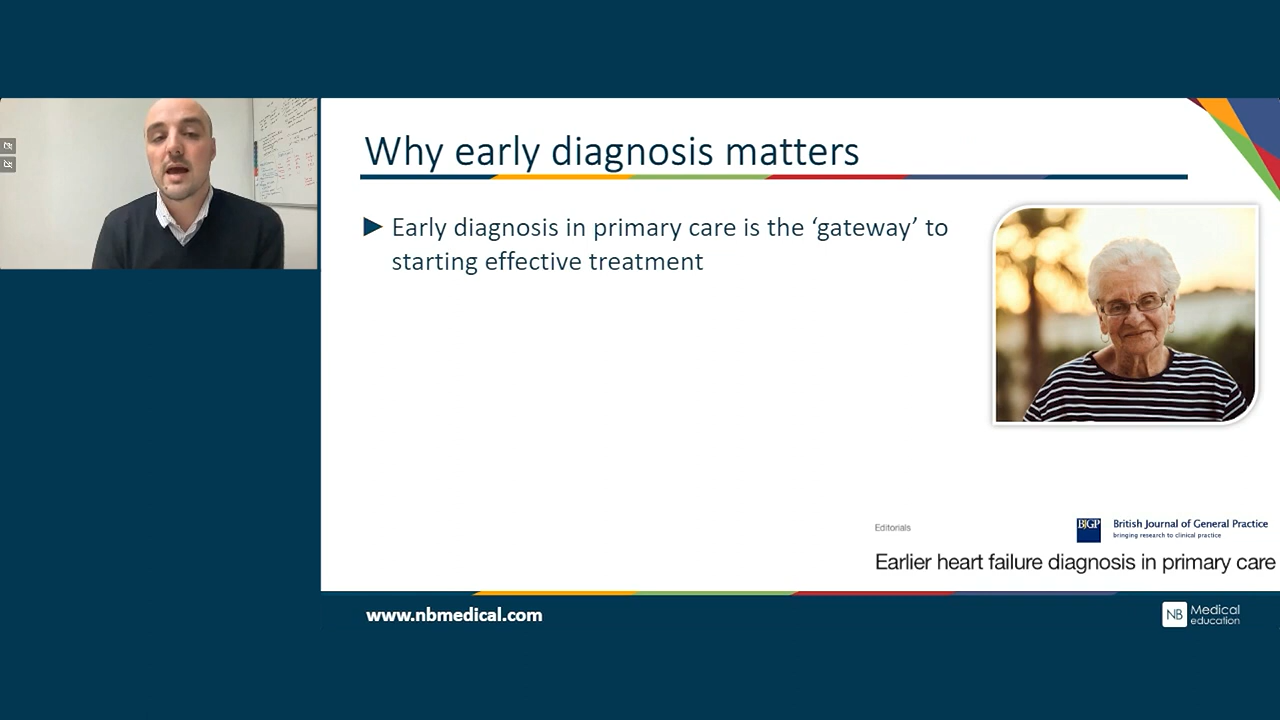 Why early diagnosis matters
Early diagnosis in primary care is the ‘gateway’ to
starting effective treatment
Editorials
BJGP
British Journal of General Practice
bringing research to clinical practice
Earlier heart failure diagnosis in primary care
www.nbmedical.com
NB
Medical
education